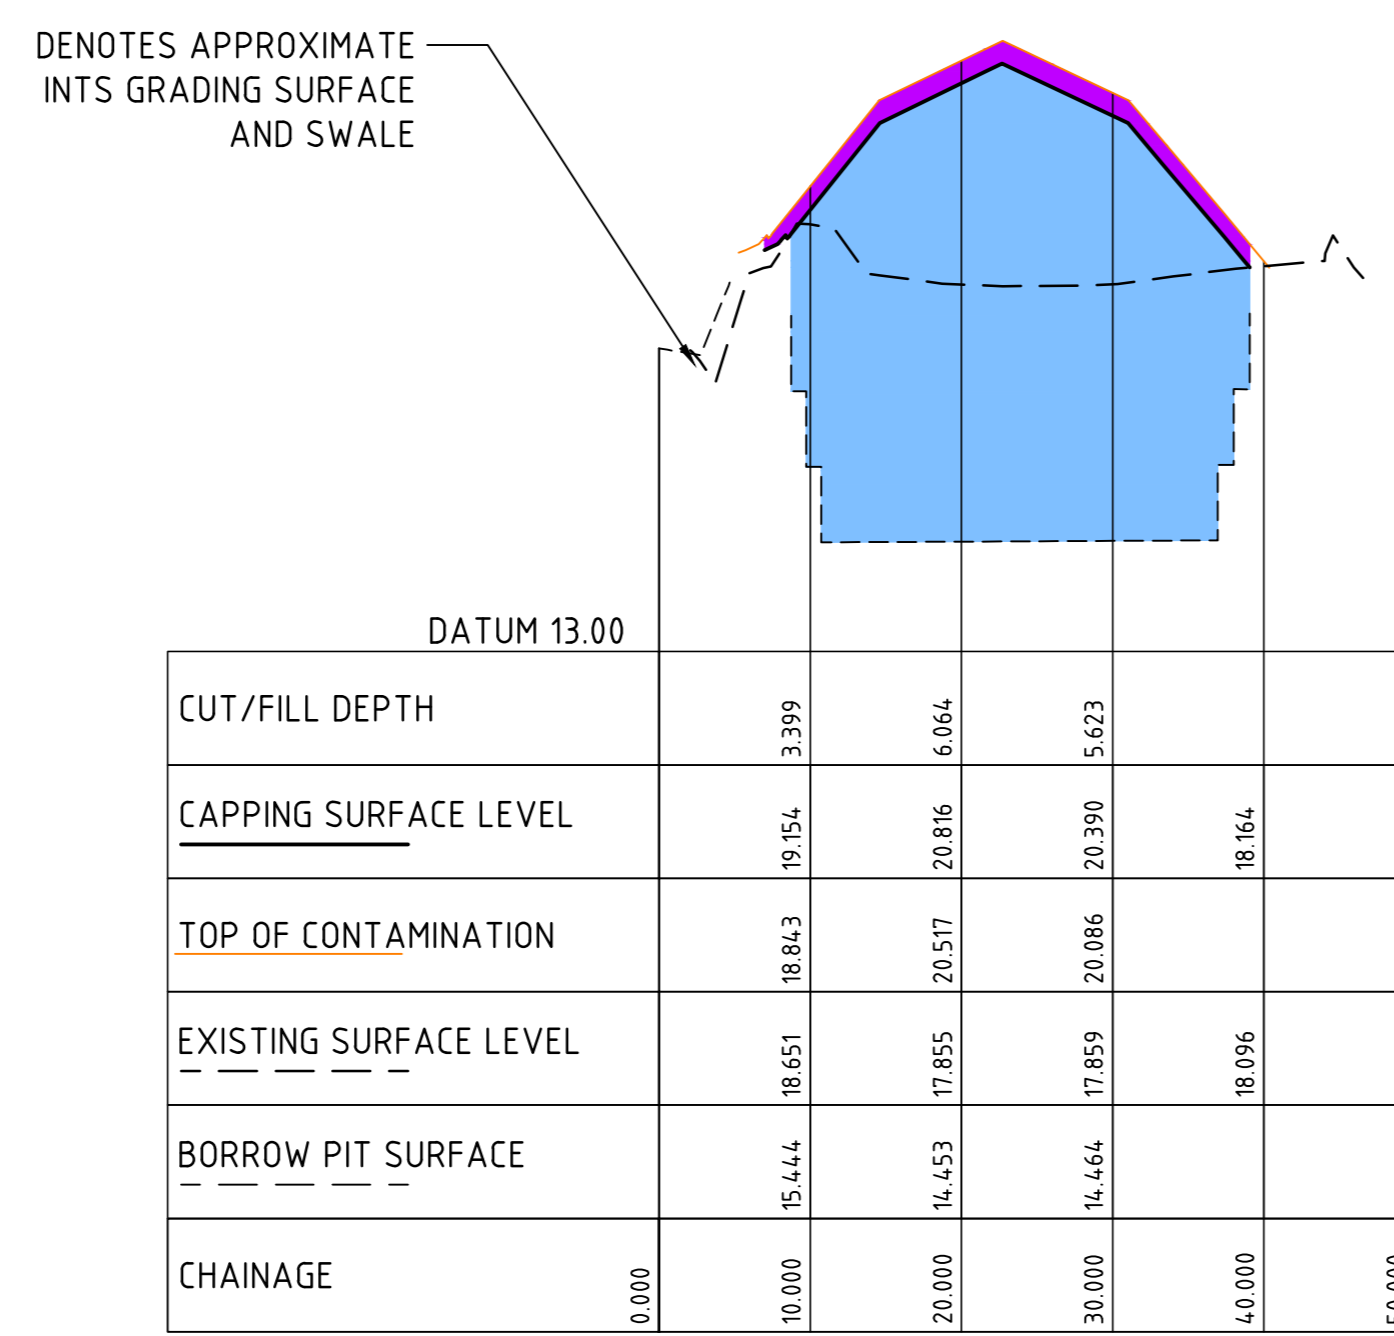 DENOTES APPROXIMATE
INTS GRADING SURFACE
AND SWALE
DATUM 13.00
CUT/FILL DEPTH 3.399 6.064 5.623
CAPPING SURFACE LEVEL 19.154 20.816 20.390 18.164
TOP OF CONTAMINATION 18.843 20.517 20.086
EXISTING SURFACE LEVEL 18.651 17.855 17.859 18.096
BORROW PIT SURFACE 15.444 14.453 14.464
CHAINAGE 0.000 10.000 20.000 30.000 40.000